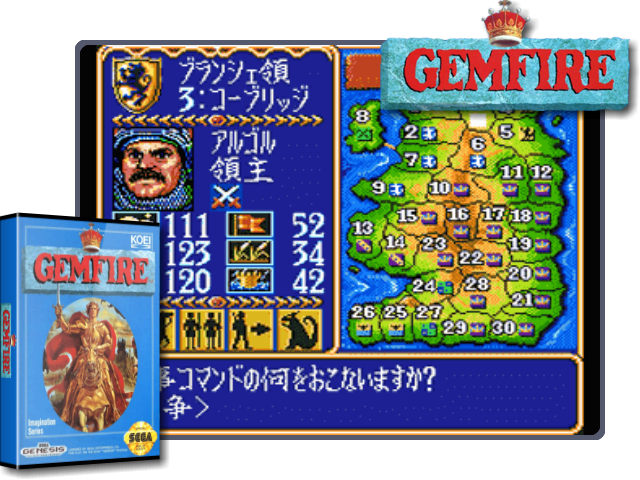 GEMFIRE
ブランシェ領
3:コーブリッジ
アルゴル
領主
111 52
123 34
120 42
8 2 6 5
7
11 12
9 10
15 16 17 18
13
14 23 22 19
20
24 28
21
26 25 27
29 30
事コマンドの何をおこないますか?
争>
KOEI
GEMFIRE
Imagination
Series
SEGA
GENESIS
GEMFIRE